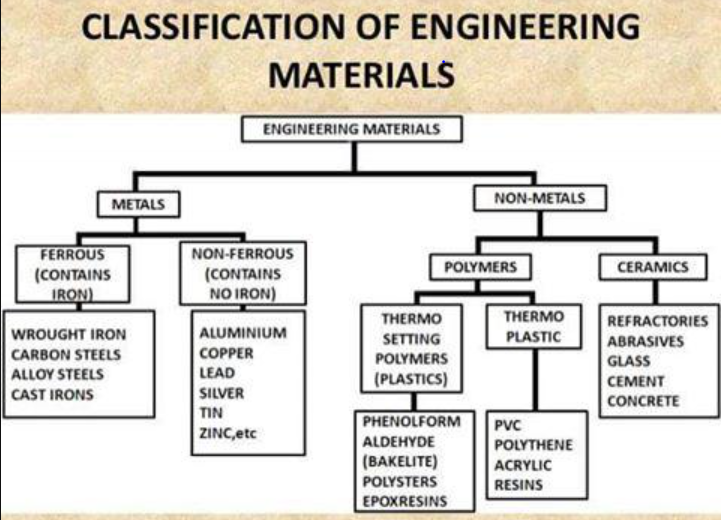 CLASSIFICATION OF ENGINEERING
MATERIALS
ENGINEERING MATERIALS
METALS
NON-METALS
FERROUS
(CONTAINS
IRON)
NON-FERROUS
(CONTAINS
NO IRON)
POLYMERS
CERAMICS
WROUGHT IRON
CARBON STEELS
ALLOY STEELS
CAST IRONS
ALUMINIUM
COPPER
LEAD
SILVER
TIN
ZINC,etc
THERMO
SETTING
POLYMERS
(PLASTICS)
THERMO
PLASTIC
REFRACTORIES
ABRASIVES
GLASS
CEMENT
CONCRETE
PHENOLFORM
ALDEHYDE
(BAKELITE)
POLYSTERS
EPOXRESINS
PVC
POLYTHENE
ACRYLIC
RESINS